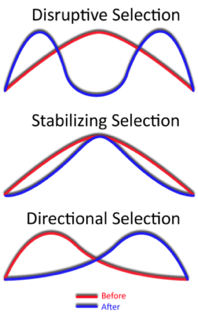 Disruptive Selection
Stabilizing Selection
Directional Selection
Before
After